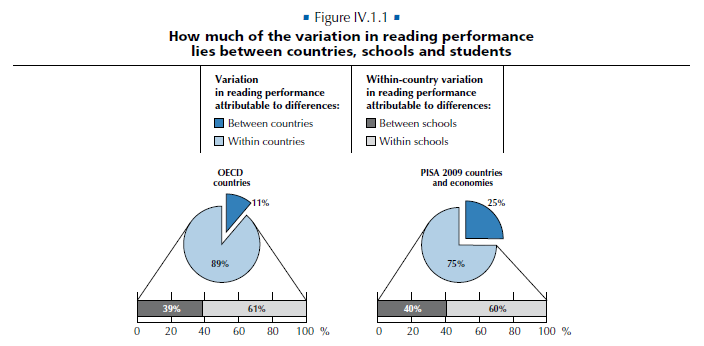 Figure IV.1.1
How much of the variation in reading performance
lies between countries, schools and students
Variation
in reading performance
attributable to differences:
Between countries
Within countries
Within-country variation
in reading performance
attributable to differences:
Between schools
Within schools
OECD
countries
11%
89%
39% 61%
0 20 40 60 80 100 %
PISA 2009 countries
and economies
25%
75%
40% 60%
0 20 40 60 80 100 %